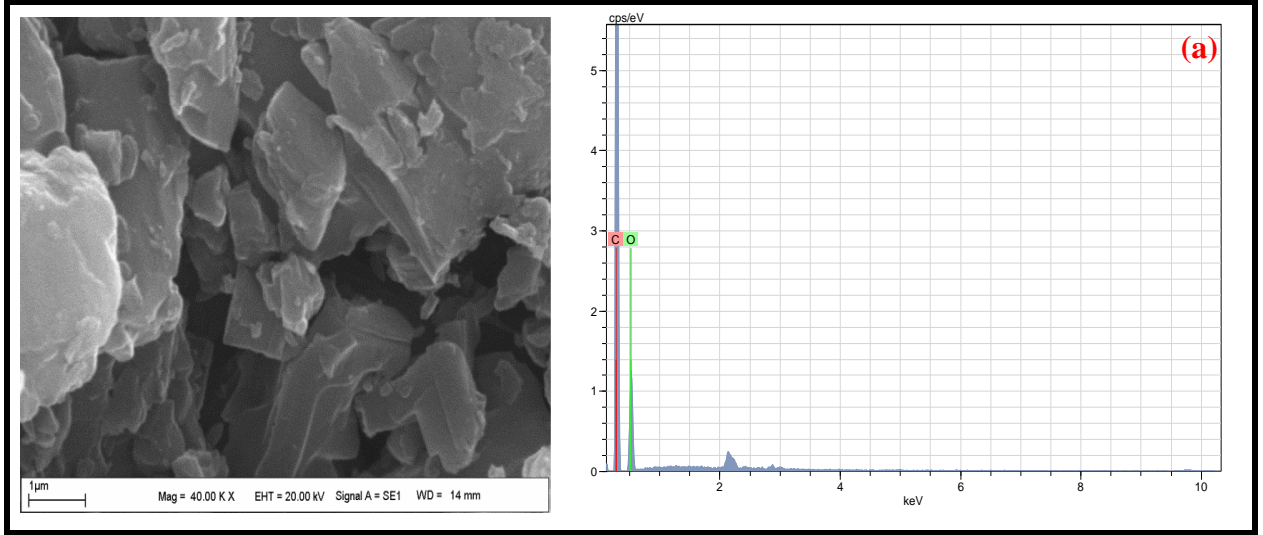 1μm
Mag = 40.00 K X EHT = 20.00 kV Signal A = SE1 WD = 14 mm
cps/eV
(a)
5
4
3
C O
2
1
0
2 4 6 8 10
keV